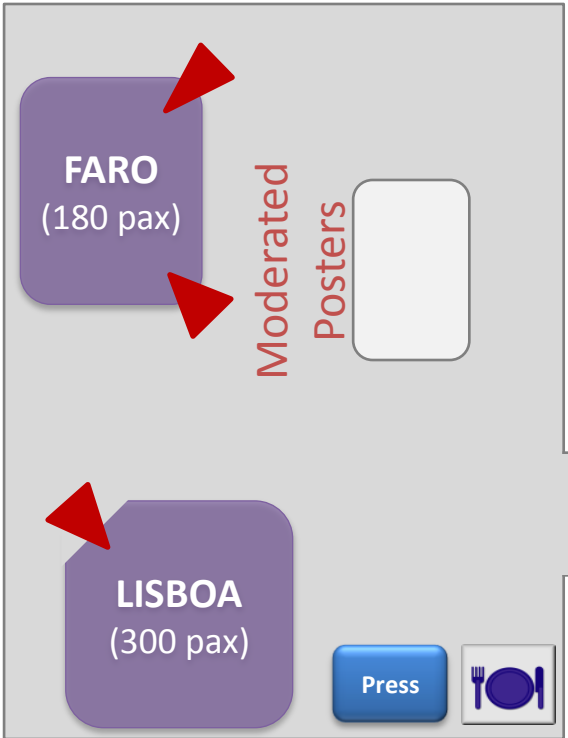 FARO
(180 pax)
Moderated
Posters
LISBOA
(300 pax)
Press